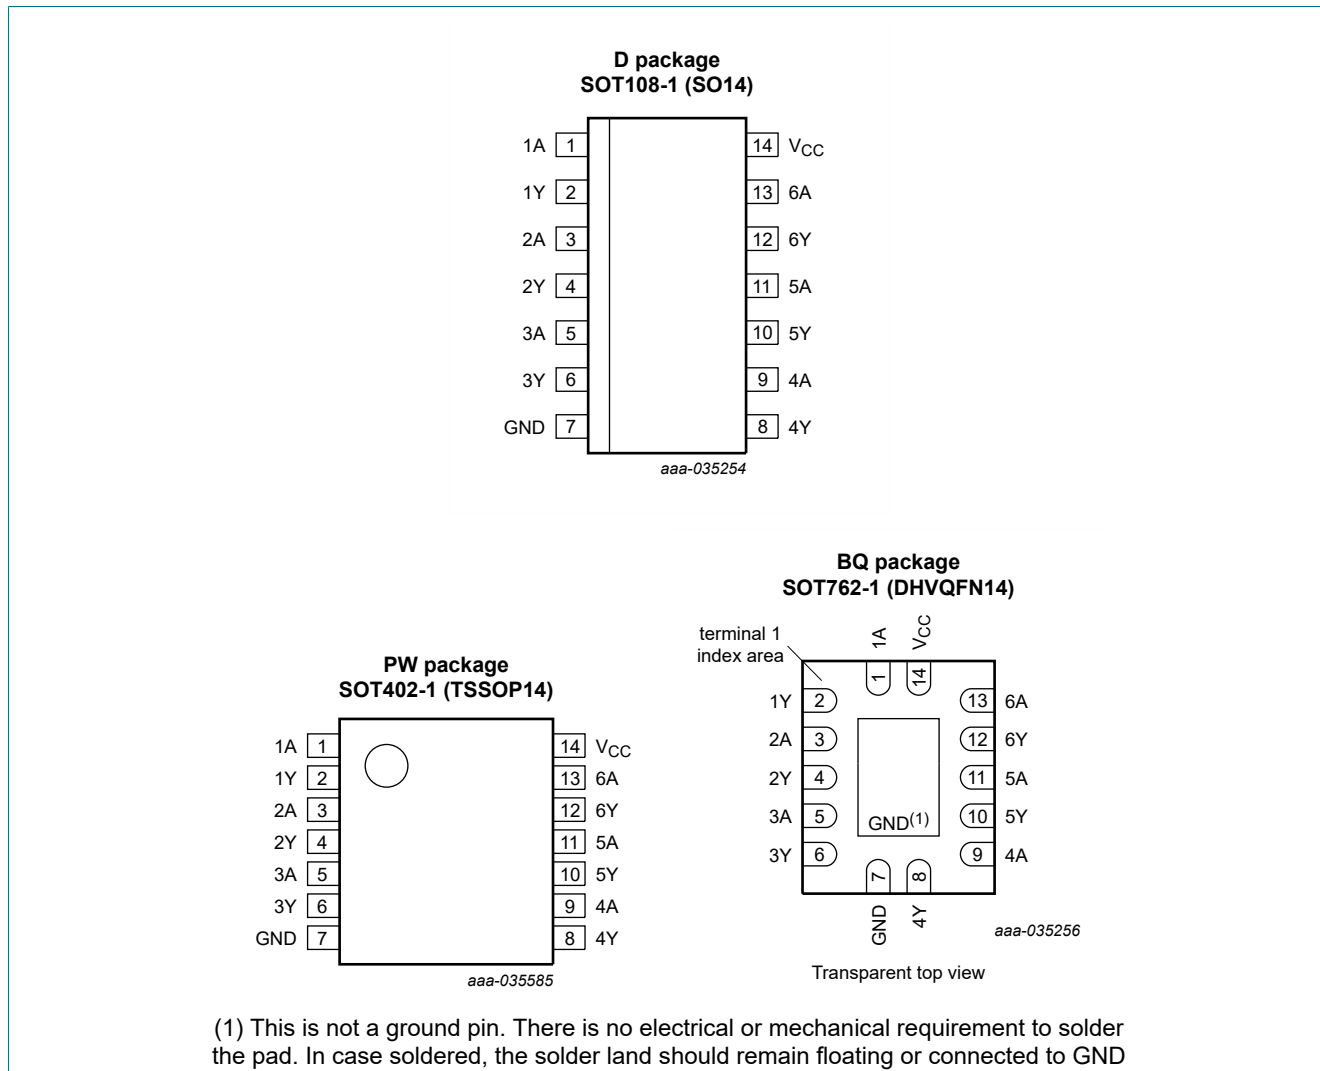 D package
SOT108-1 (SO14)
1A 1 14 VCC
1Y 2 13 6A
2A 3 12 6Y
2Y 4 11 5A
3A 5 10 5Y
3Y 6 9 4A
GND 7 8 4Y
aaa-035254
PW package
SOT402-1 (TSSOP14)
1A 1 14 VCC
1Y 2 13 6A
2A 3 12 6Y
2Y 4 11 5A
3A 5 10 5Y
3Y 6 9 4A
GND 7 8 4Y
aaa-035585
BQ package
SOT762-1 (DHVQFN14)
terminal 1
index area
1A VCC
1 14
1Y 2 13 6A
2A 3 12 6Y
2Y 4 11 5A
3A 5 10 5Y
GND(1)
3Y 6 9 4A
7 8
GND 4Y
aaa-035256
Transparent top view
(1) This is not a ground pin. There is no electrical or mechanical requirement to solder
the pad. In case soldered, the solder land should remain floating or connected to GND